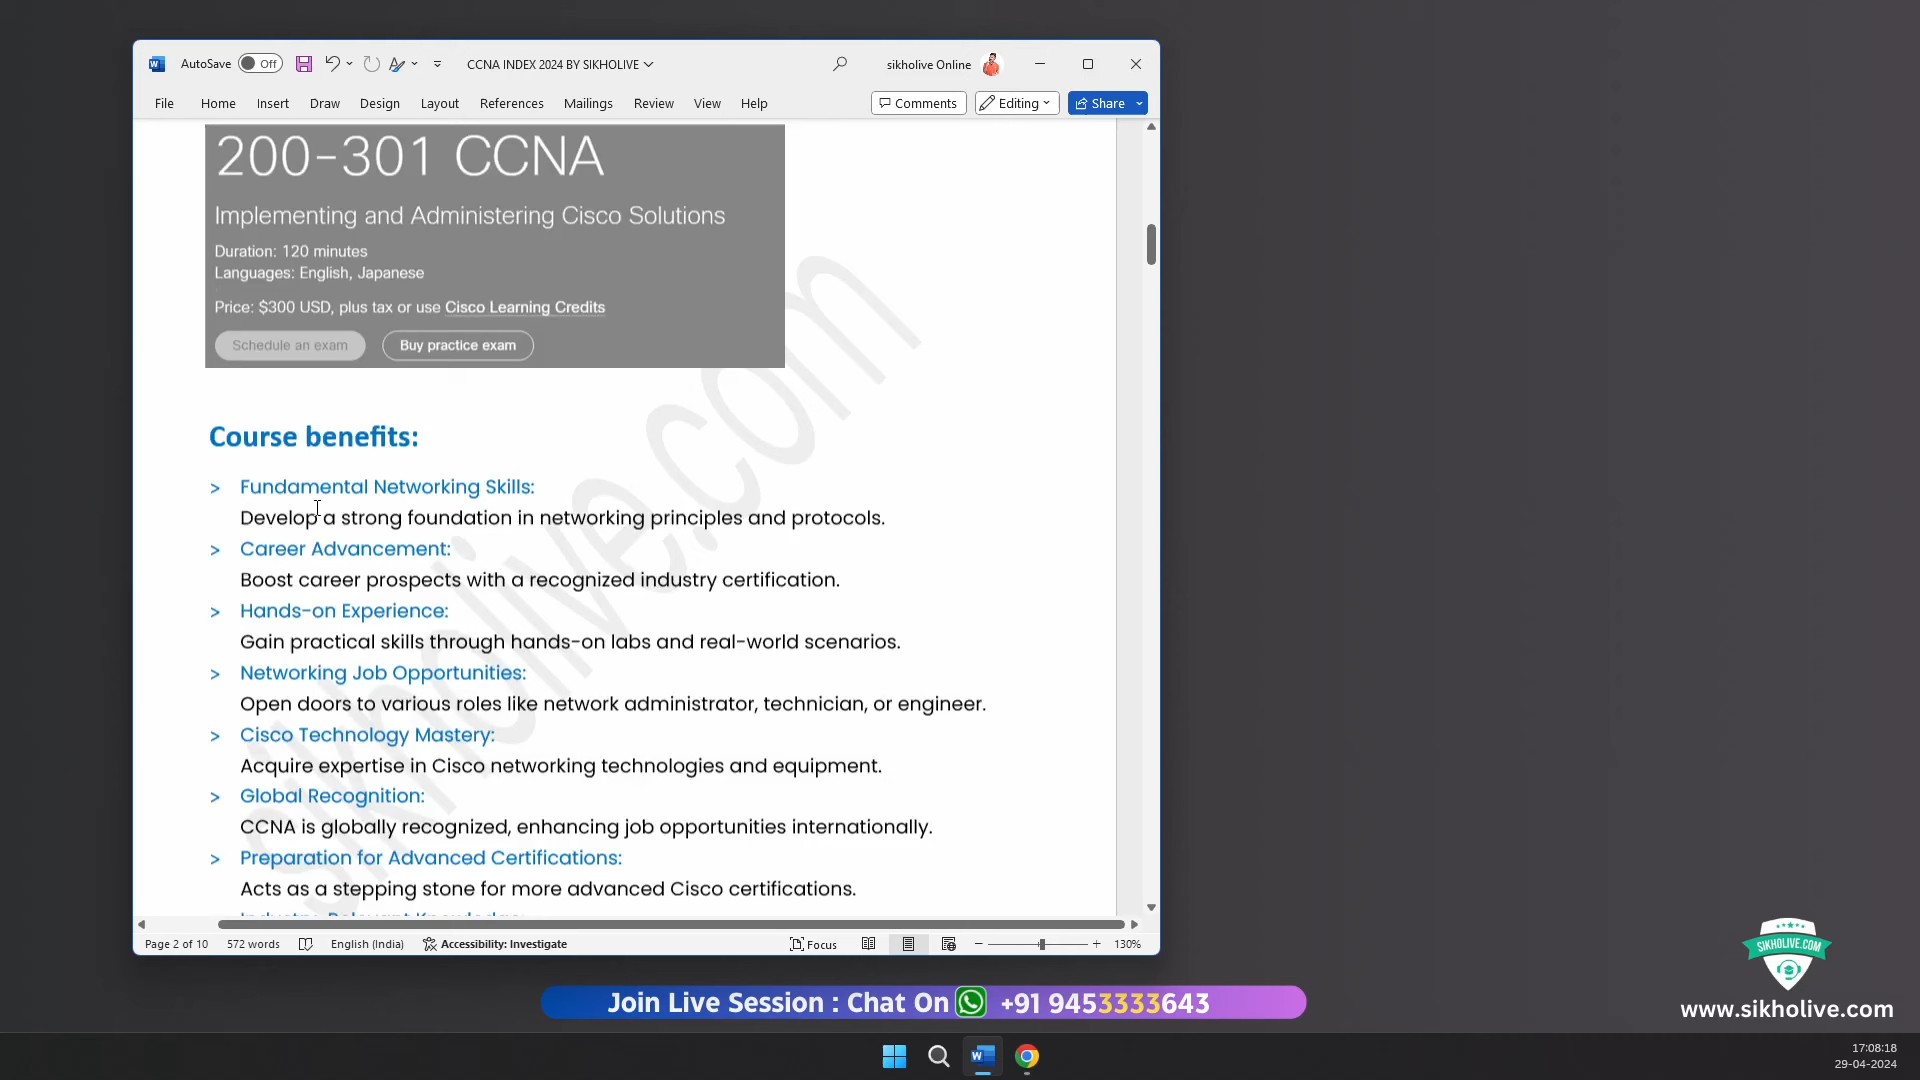 AutoSave Off CCNA INDEX 2024 BY SIKHOLIVE sikholive Online
File Home Insert Draw Design Layout References Mailings Review View Help Comments Editing Share
200-301 CCNA
Implementing and Administering Cisco Solutions
Duration: 120 minutes
Languages: English, Japanese
Price: $300 USD, plus tax or use Cisco Learning Credits
Schedule an exam Buy practice exam
Course benefits:
> Fundamental Networking Skills:
Develop a strong foundation in networking principles and protocols.
> Career Advancement:
Boost career prospects with a recognized industry certification.
> Hands-on Experience:
Gain practical skills through hands-on labs and real-world scenarios.
> Networking Job Opportunities:
Open doors to various roles like network administrator, technician, or engineer.
> Cisco Technology Mastery:
Acquire expertise in Cisco networking technologies and equipment.
> Global Recognition:
CCNA is globally recognized, enhancing job opportunities internationally.
> Preparation for Advanced Certifications:
Acts as a stepping stone for more advanced Cisco certifications.
sikholive.com
Page 2 of 10 572 words English (India) Accessibility: Investigate Focus 130%
SIKHOLIVE.COM
Join Live Session : Chat On +91 9453333643
www.sikholive.com
17:08:18
29-04-2024